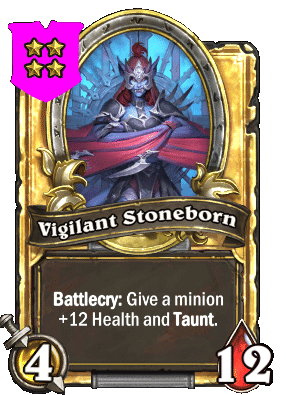 Vigilant Stoneborn
Battlecry: Give a minion
+12 Health and Taunt.
4
12